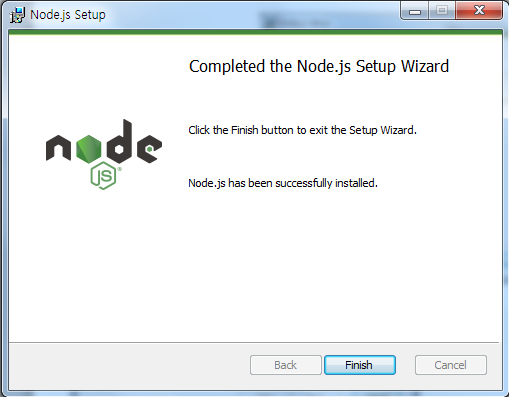 Node.js Setup
Completed the Node.js Setup Wizard
Click the Finish button to exit the Setup Wizard.
node
JS
®
Node.js has been successfully installed.
Back
Finish
Cancel